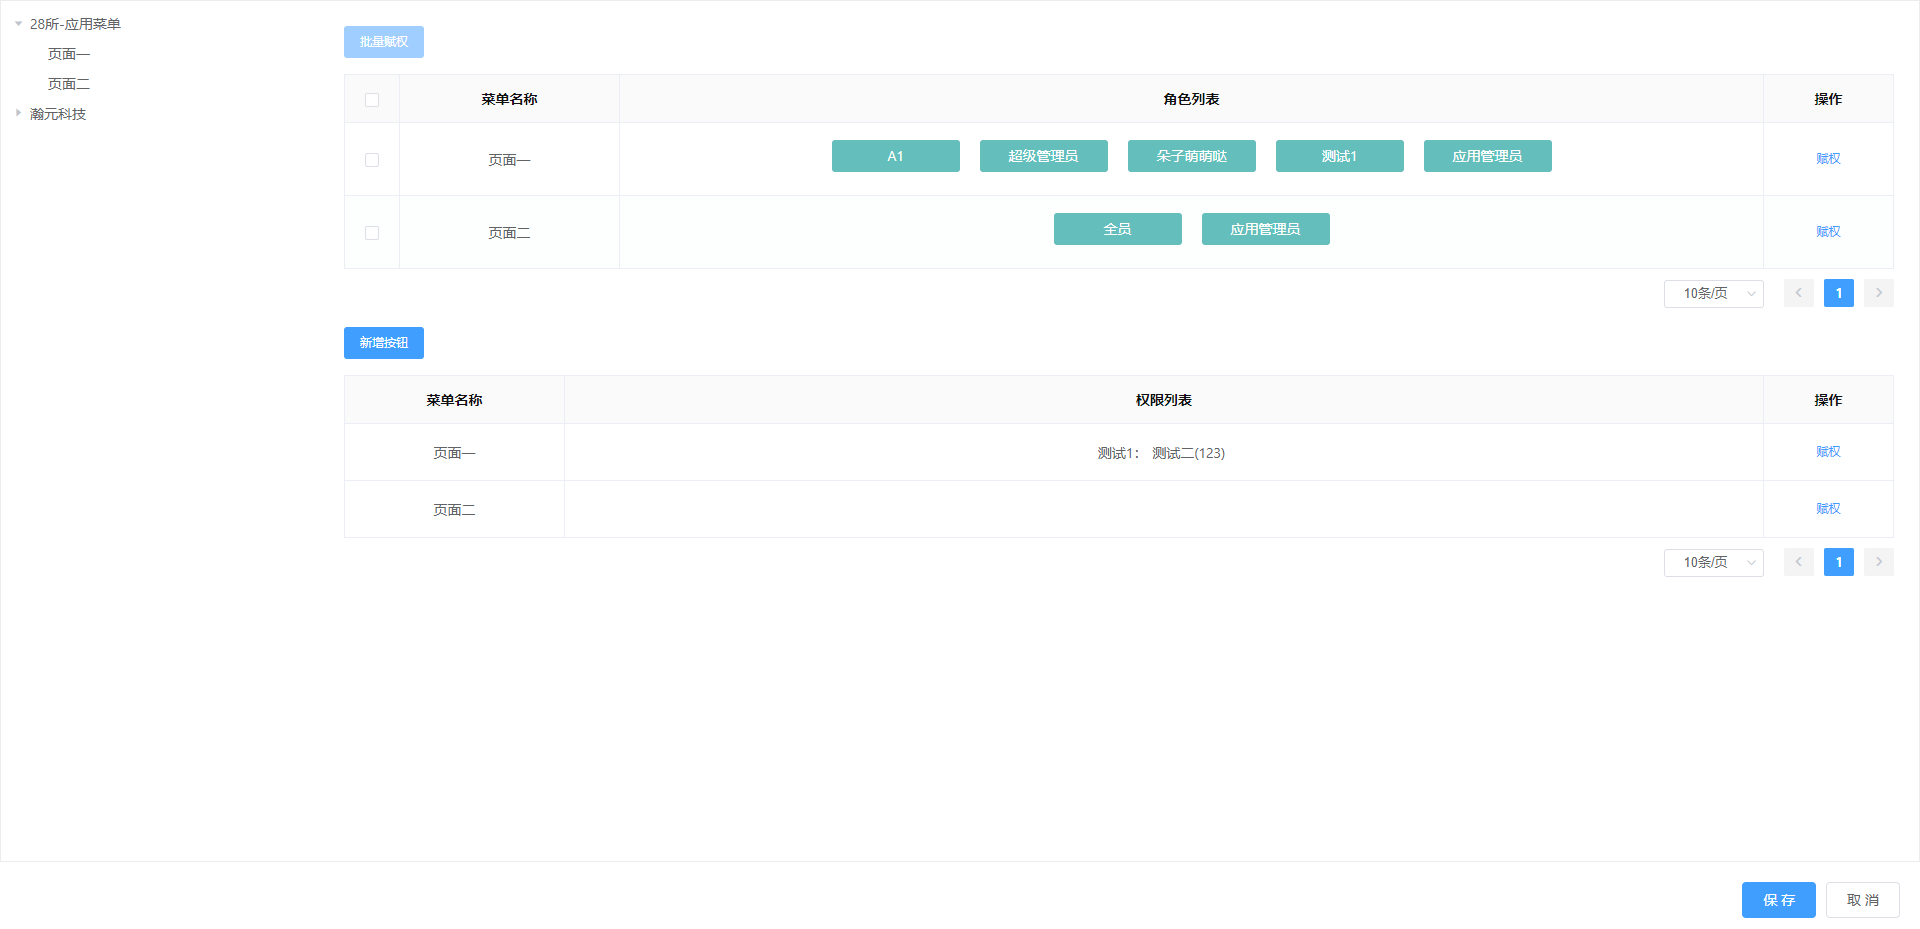 28所-应用菜单
页面一
页面二
瀚元科技
批量赋权
菜单名称 角色列表 操作
页面一 A1 超级管理员 朵子萌萌哒 测试1 应用管理员 赋权
页面二 全员 应用管理员 赋权
10条/页 1
新增按钮
菜单名称 权限列表 操作
页面一 测试1： 测试二(123) 赋权
页面二 赋权
10条/页 1
保 存 取 消